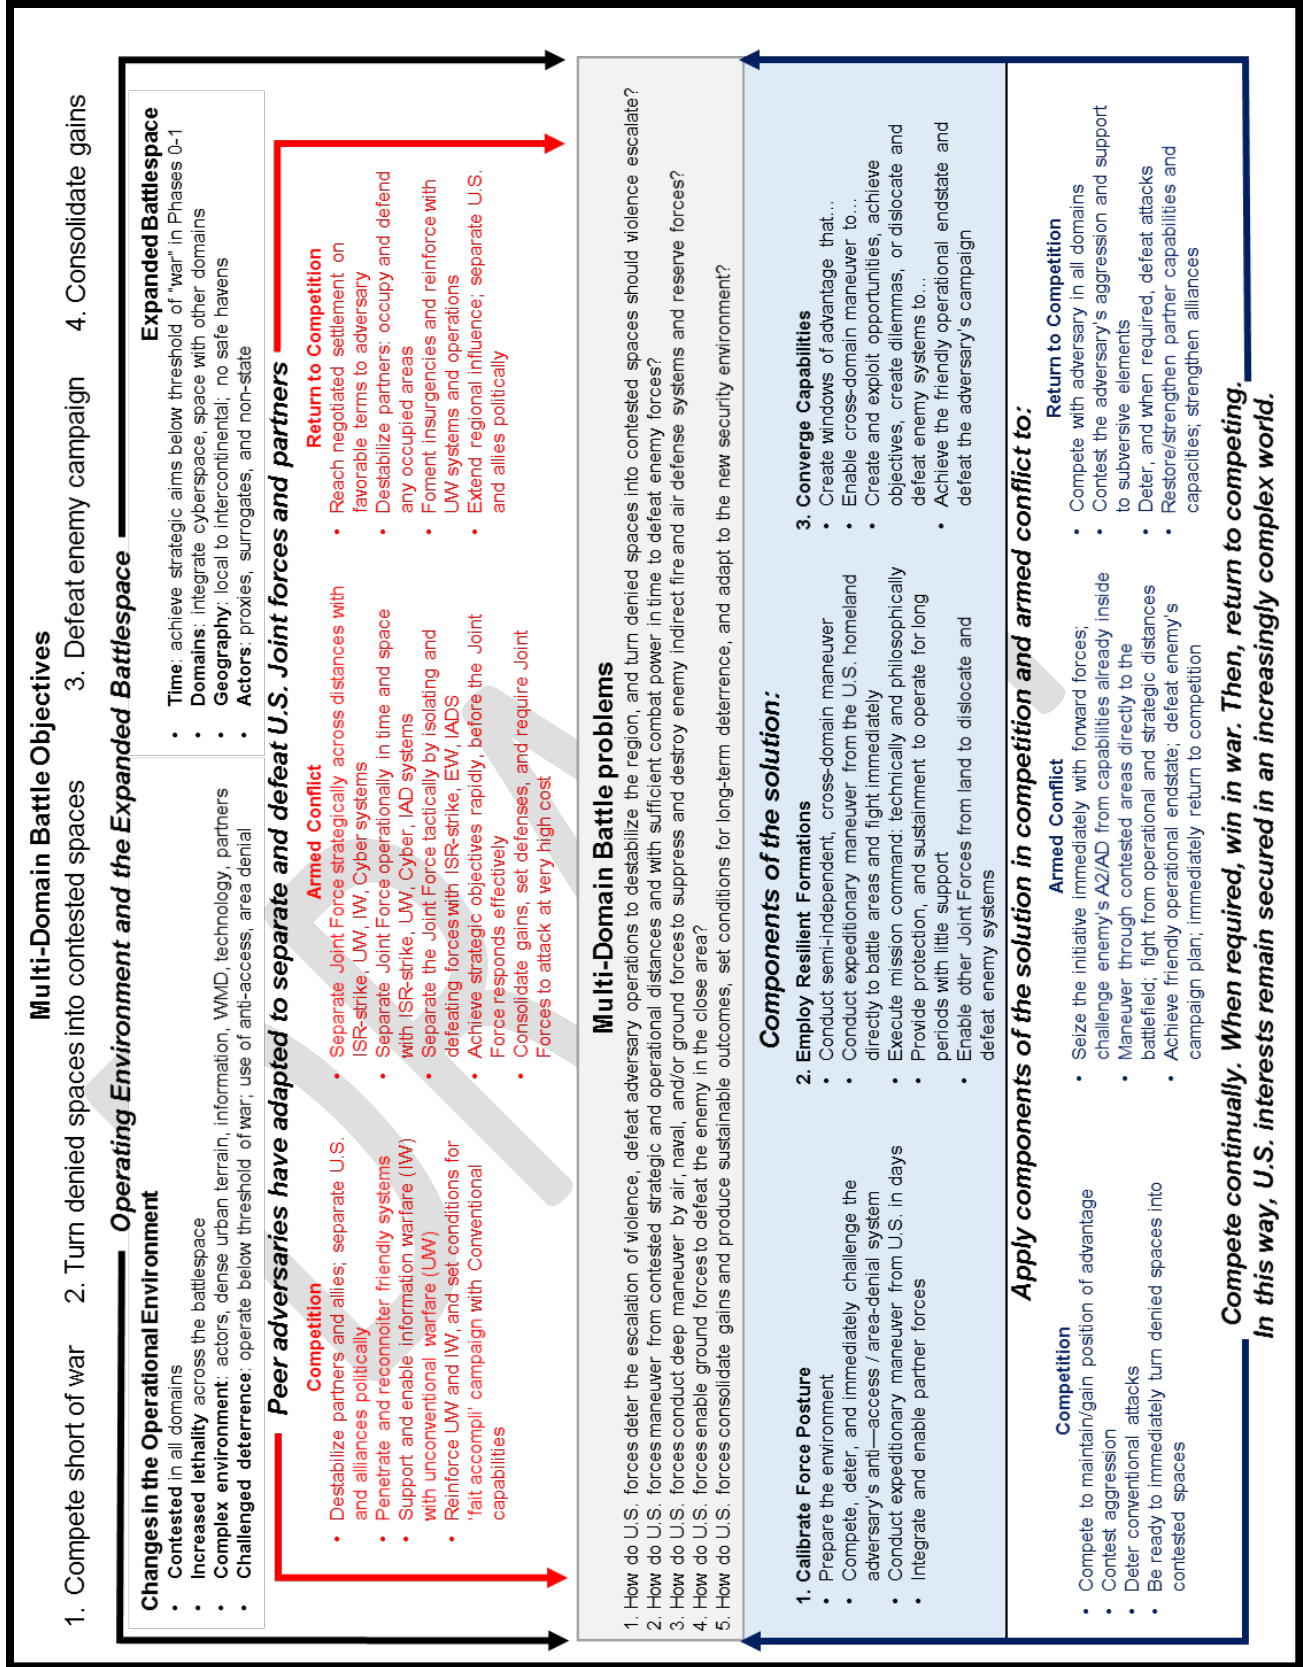 Multi-Domain Battle Objectives
1. Compete short of war 2. Turn denied spaces into contested spaces 3. Defeat enemy campaign 4. Consolidate gains
Operating Environment and the Expanded Battlespace
Changes in the Operational Environment
• Contested in all domains
• Increased lethality across the battlespace
• Complex environment: actors, dense urban terrain, information, WMD, technology, partners
• Challenged deterrence: operate below threshold of war; use of anti-access, area denial
Expanded Battlespace
• Time: achieve strategic aims below threshold of "war" in Phases 0-1
• Domains: integrate cyberspace, space with other domains
• Geography: local to intercontinental; no safe havens
• Actors: proxies, surrogates, and non-state
Peer adversaries have adapted to separate and defeat U.S. Joint forces and partners
Competition
• Destabilize partners and allies; separate U.S.
and alliances politically
• Penetrate and reconnoiter friendly systems
• Support and enable information warfare (IW)
with unconventional warfare (UW)
• Reinforce UW and IW, and set conditions for
'fait accompli' campaign with Conventional
capabilities
Armed Conflict
• Separate Joint Force strategically across distances with
ISR-strike, UW, IW, Cyber systems
• Separate Joint Force operationally in time and space
with ISR-strike, UW, Cyber, IAD systems
• Separate the Joint Force tactically by isolating and
defeating forces with ISR-strike, EW, IADS
• Achieve strategic objectives rapidly, before the Joint
Force responds effectively
• Consolidate gains, set defenses, and require Joint
Forces to attack at very high cost
Return to Competition
• Reach negotiated settlement on
favorable terms to adversary
• Destabilize partners: occupy and defend
any occupied areas
• Foment insurgencies and reinforce with
UW systems and operations
• Extend regional influence; separate U.S.
and allies politically
Multi-Domain Battle problems
1. How do U.S. forces deter the escalation of violence, defeat adversary operations to destabilize the region, and turn denied spaces into contested spaces should violence escalate?
2. How do U.S. forces maneuver from contested strategic and operational distances and with sufficient combat power in time to defeat enemy forces?
3. How do U.S. forces conduct deep maneuver by air, naval, and/or ground forces to suppress and destroy enemy indirect fire and air defense systems and reserve forces?
4. How do U.S. forces enable ground forces to defeat the enemy in the close area?
5. How do U.S. forces consolidate gains and produce sustainable outcomes, set conditions for long-term deterrence, and adapt to the new security environment?
Components of the solution:
1. Calibrate Force Posture
• Prepare the environment
• Compete, deter, and immediately challenge the
adversary's anti—access / area-denial system
• Conduct expeditionary maneuver from U.S. in days
• Integrate and enable partner forces
2. Employ Resilient Formations
• Conduct semi-independent, cross-domain maneuver
• Conduct expeditionary maneuver from the U.S. homeland
directly to battle areas and fight immediately
• Execute mission command: technically and philosophically
• Provide protection, and sustainment to operate for long
periods with little support
• Enable other Joint Forces from land to dislocate and
defeat enemy systems
3. Converge Capabilities
• Create windows of advantage that…
• Enable cross-domain maneuver to…
• Create and exploit opportunities, achieve
objectives, create dilemmas, or dislocate and
defeat enemy systems to…
• Achieve the friendly operational endstate and
defeat the adversary's campaign
Apply components of the solution in competition and armed conflict to:
Competition
• Compete to maintain/gain position of advantage
• Contest aggression
• Deter conventional attacks
• Be ready to immediately turn denied spaces into
contested spaces
Armed Conflict
• Seize the initiative immediately with forward forces;
challenge enemy's A2/AD from capabilities already inside
• Maneuver through contested areas directly to the
battlefield; fight from operational and strategic distances
• Achieve friendly operational endstate; defeat enemy's
campaign plan; immediately return to competition
Return to Competition
• Compete with adversary in all domains
• Contest the adversary's aggression and support
to subversive elements
• Deter, and when required, defeat attacks
• Restore/strengthen partner capabilities and
capacities; strengthen alliances
Compete continually. When required, win in war. Then, return to competing.
In this way, U.S. interests remain secured in an increasingly complex world.